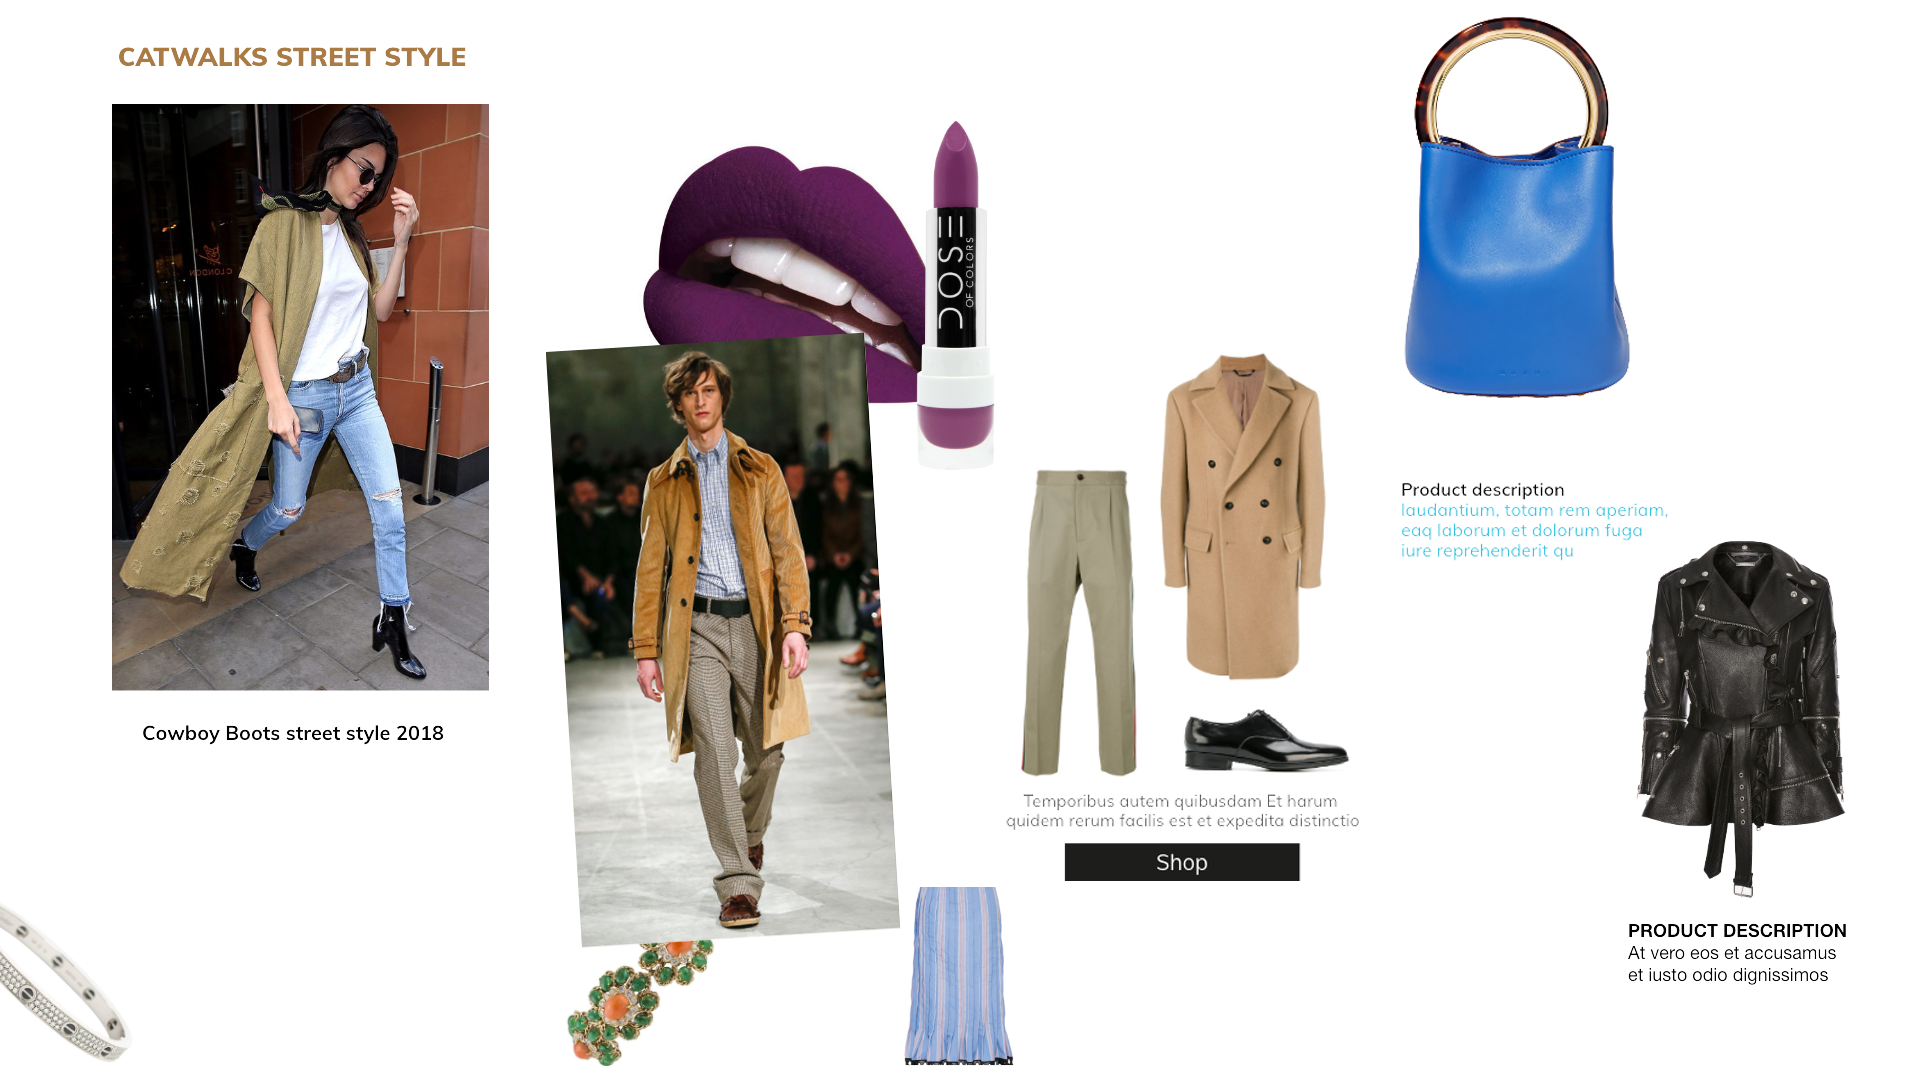 CATWALKS STREET STYLE
Cowboy Boots street style 2018
DOSE
OF COLORS
Temporibus autem quibusdam Et harum
quidem rerum facilis est et expedita distinctio
Shop
Product description
laudantium, totam rem aperiam,
eaq laborum et dolorum fuga
iure reprehenderit qu
PRODUCT DESCRIPTION
At vero eos et accusamus
et iusto odio dignissimos